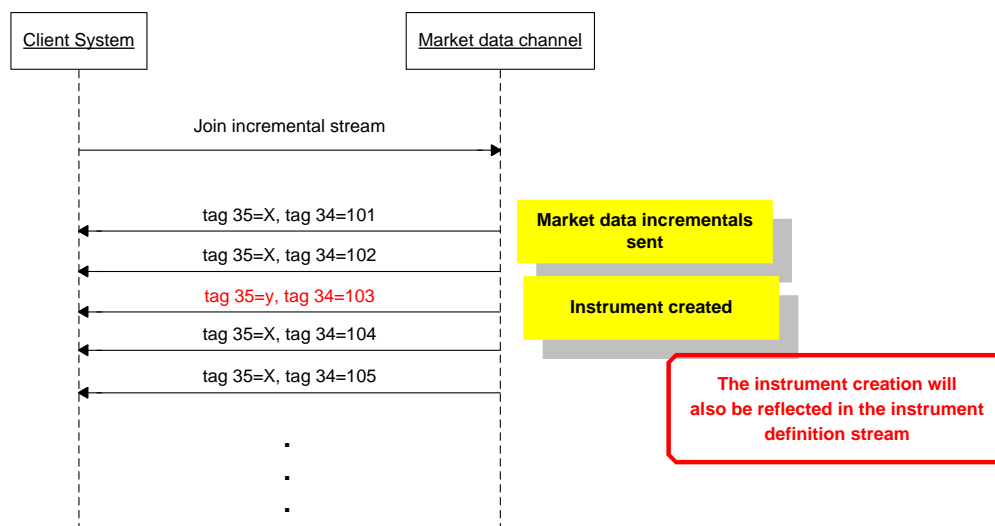 Client System
Market data channel
Join incremental stream
tag 35=X, tag 34=101
Market data incrementals
sent
tag 35=X, tag 34=102
tag 35=y, tag 34=103
Instrument created
tag 35=X, tag 34=104
tag 35=X, tag 34=105
The instrument creation will
also be reflected in the instrument
definition stream
.
.
.